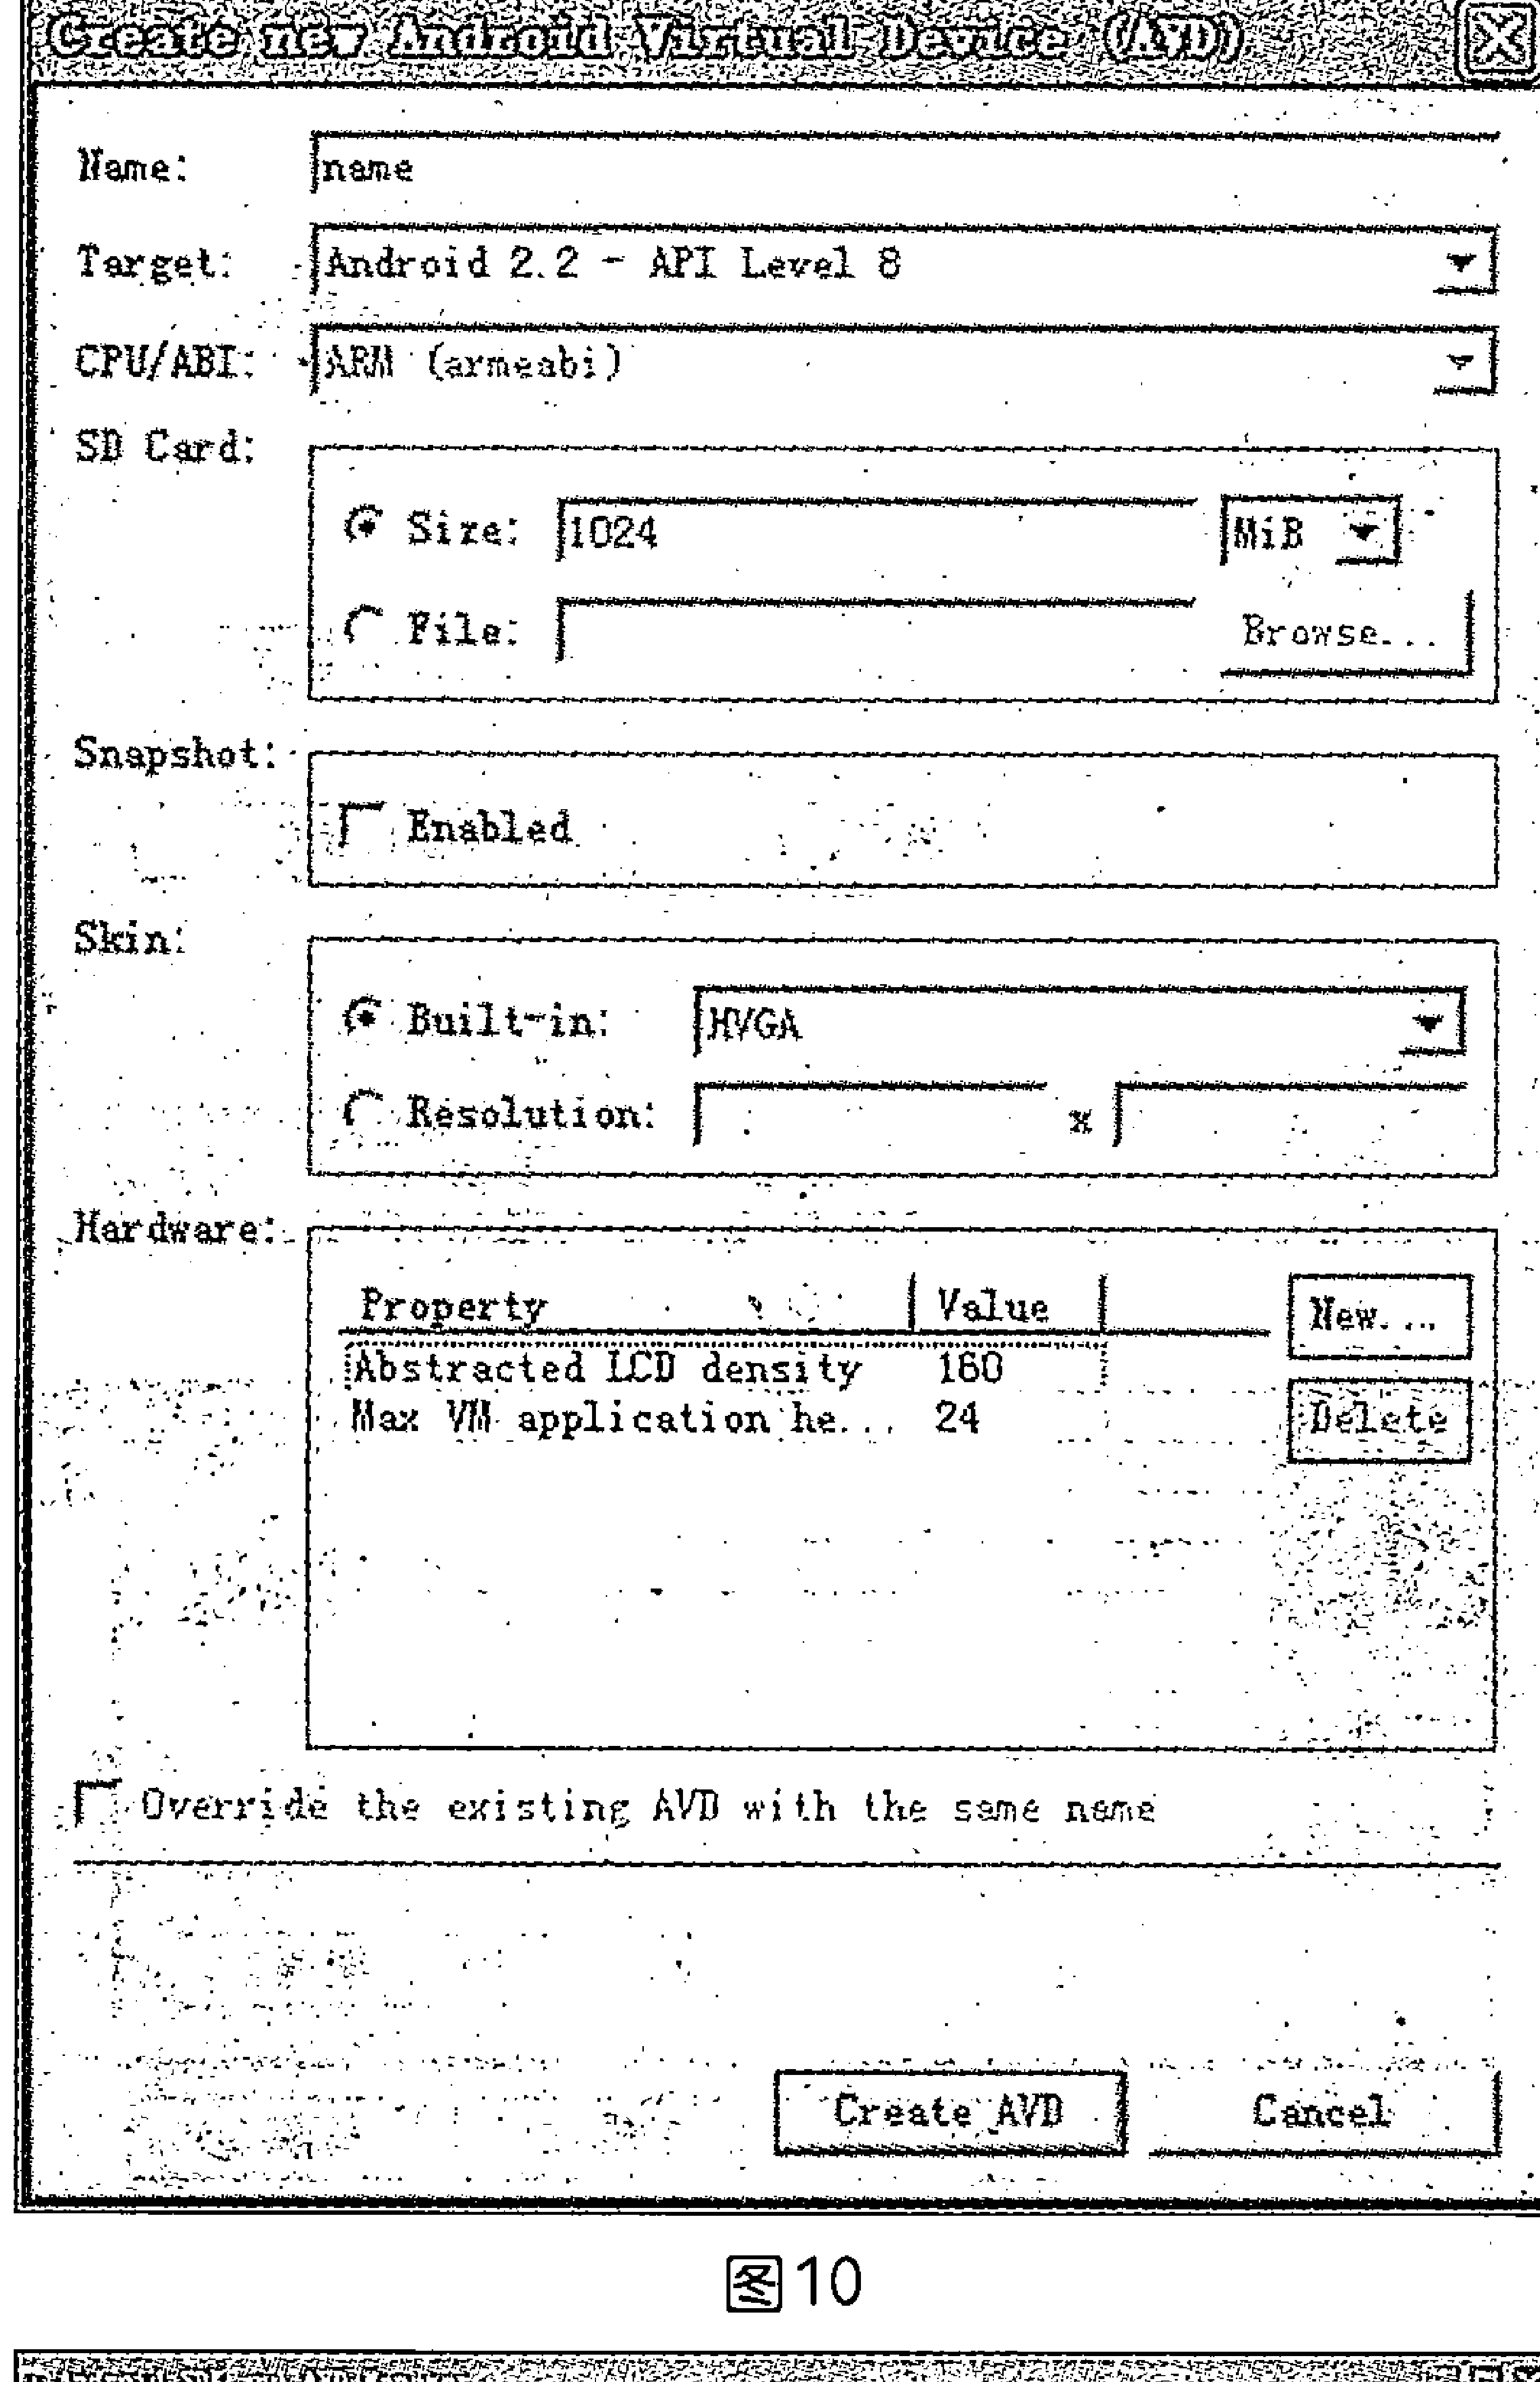 Create new Android Virtual Device (AVD)
Name: name
Target: Android 2.2 - API Level 8
CPU/ABI: ARM (armeabi)
SD Card:
Size: 1024 MiB
File: Browse...
Snapshot:
Enabled
Skin:
Built-in: HVGA
Resolution: x
Hardware:
Property Value New...
Abstracted LCD density 160
Max VM application he... 24 Delete
Override the existing AVD with the same name
Create AVD Cancel
图10